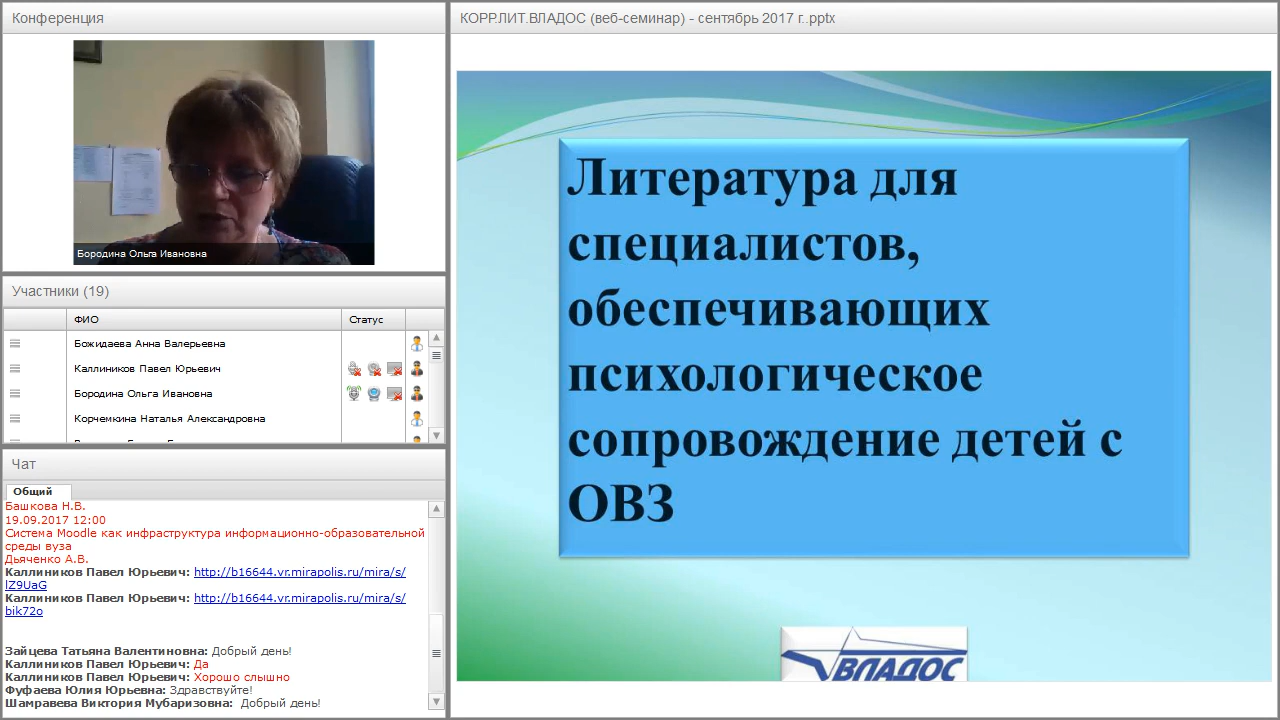 Конференция
Бородина Ольга Ивановна
Участники (19)
ФИО
Статус
Божидаева Анна Валерьевна
Каллиников Павел Юрьевич
Бородина Ольга Ивановна
Корчемкина Наталья Александровна
Чат
Общий
Башкова Н.В.
19.09.2017 12:00
Система Moodle как инфраструктура информационно-образовательной
среды вуза
Дьяченко А.В.
Каллиников Павел Юрьевич: http://b16644.vr.mirapolis.ru/mira/s/
lZ9UaG
Каллиников Павел Юрьевич: http://b16644.vr.mirapolis.ru/mira/s/
bik72o
Зайцева Татьяна Валентиновна: Добрый день!
Каллиников Павел Юрьевич: Да
Каллиников Павел Юрьевич: Хорошо слышно
Фуфаева Юлия Юрьевна: Здравствуйте!
Шамравева Виктория Мубаризовна: Добрый день!
КОРР.ЛИТ.ВЛАДОС (веб-семинар) - сентябрь 2017 г..pptx
Литература для
специалистов,
обеспечивающих
психологическое
сопровождение детей с
ОВЗ
ВЛАДОС